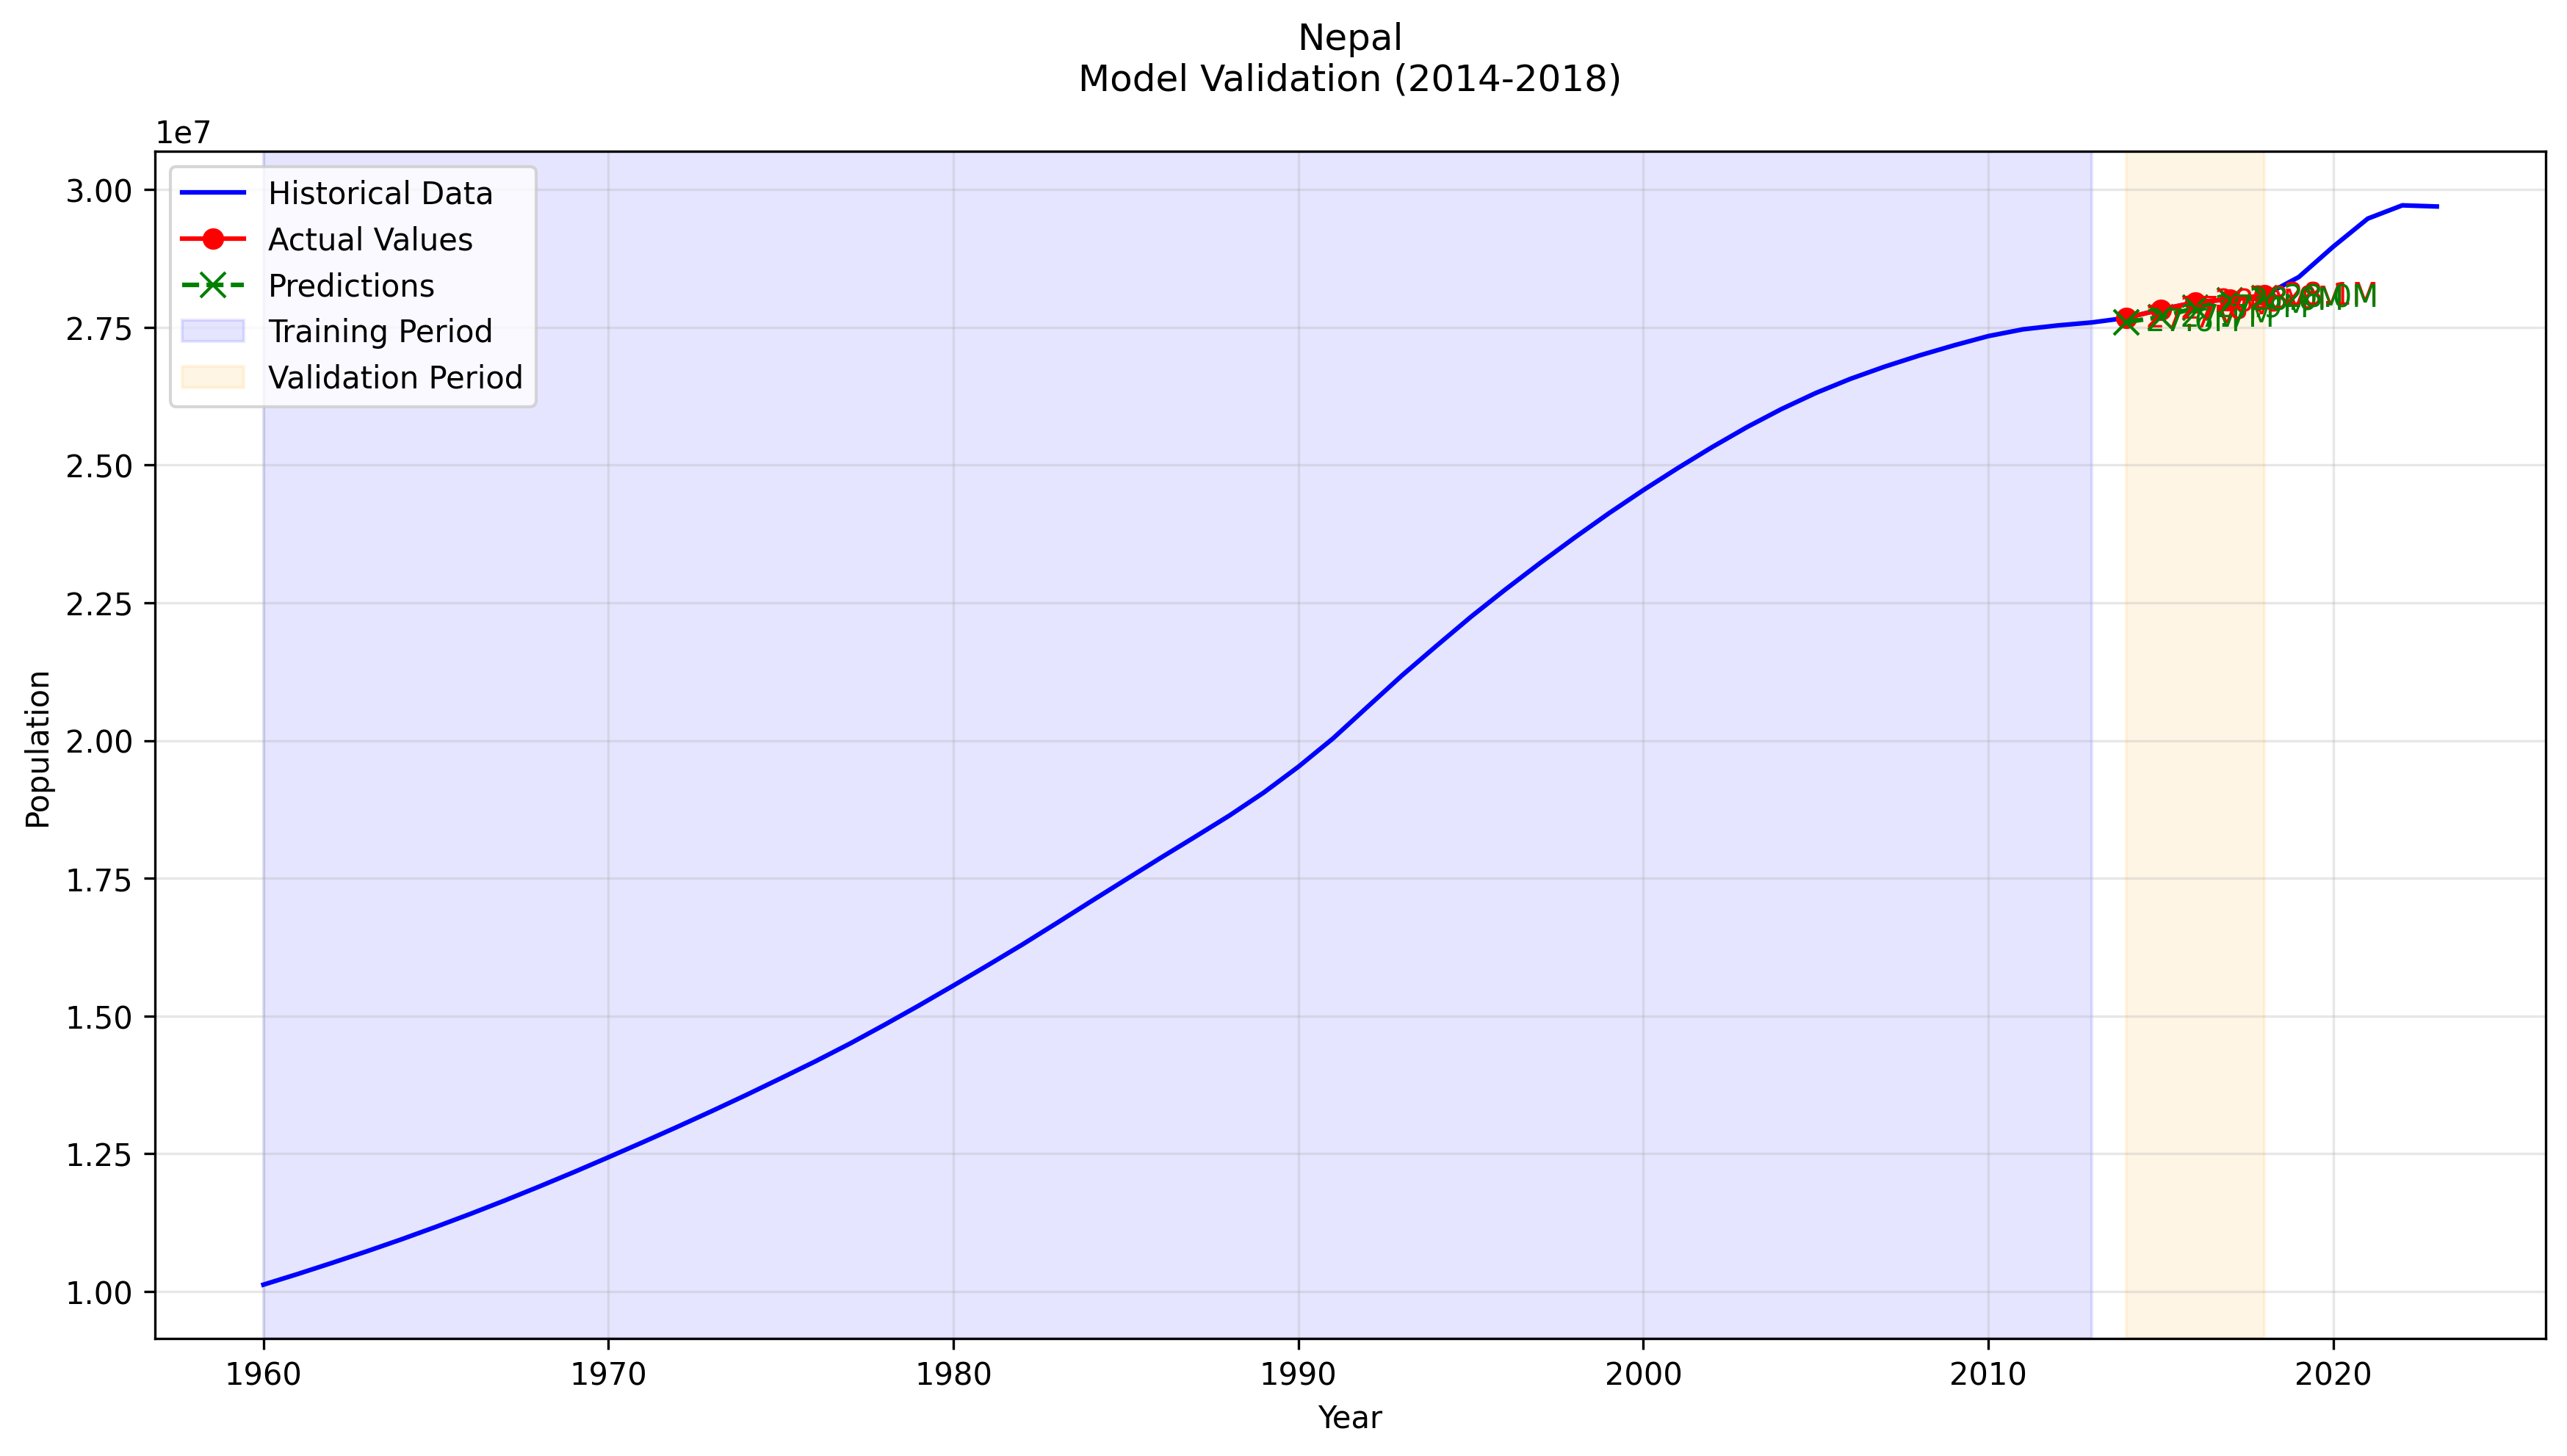 Nepal
Model Validation (2014-2018)
1e7
3.00
2.75
2.50
2.25
2.00
1.75
1.50
1.25
1.00
Historical Data
Actual Values
Predictions
Training Period
Validation Period
Population
1960
1970
1980
1990
2000
2010
2020
Year